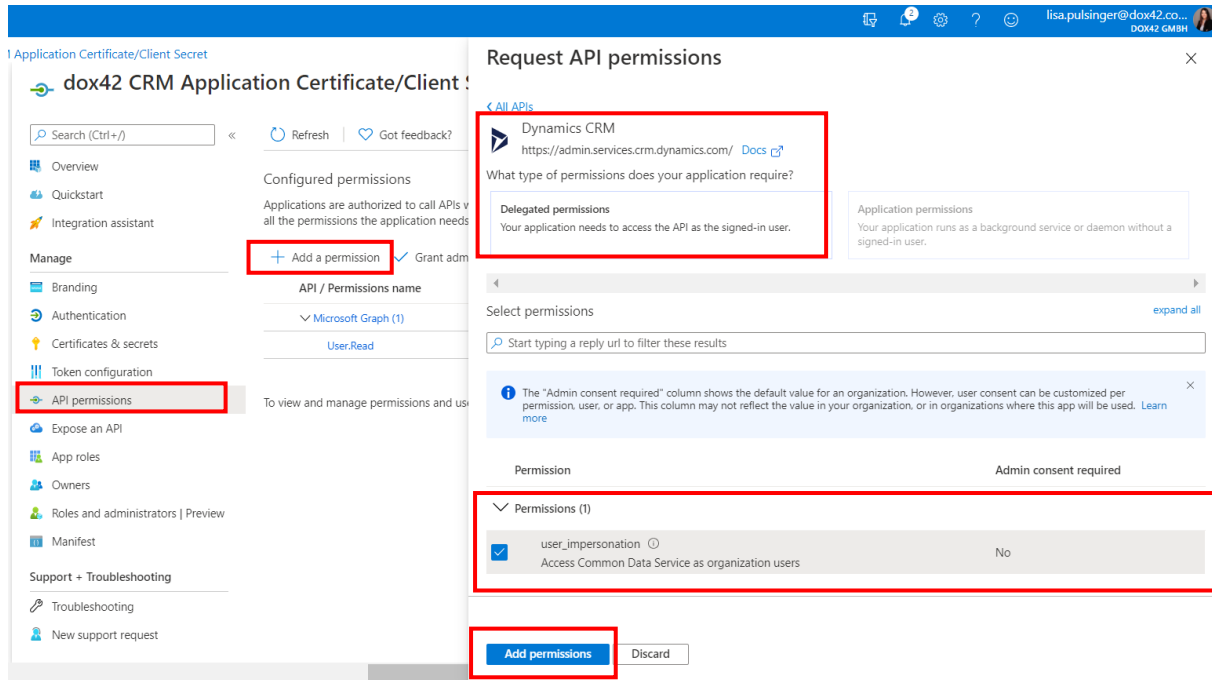 lisa.pulsinger@dox42.co...
DOX42 GMBH
2
Application Certificate/Client Secret
dox42 CRM Application Certificate/Client
Search (Ctrl+/)
«
Overview
Quickstart
Integration assistant
Manage
Branding
Authentication
Certificates & secrets
Token configuration
API permissions
Expose an API
App roles
Owners
Roles and administrators | Preview
Manifest
Support + Troubleshooting
Troubleshooting
New support request
Refresh
Got feedback?
Configured permissions
Applications are authorized to call APIs
all the permissions the application needs
Add a permission
Grant adm
API / Permissions name
Microsoft Graph (1)
User.Read
To view and manage permissions and
Request API permissions
All APIs
Dynamics CRM
https://admin.services.crm.dynamics.com/ Docs
What type of permissions does your application require?
Delegated permissions
Your application needs to access the API as the signed-in user.
Application permissions
Your application runs as a background service or daemon without a
signed-in user.
Select permissions
expand all
Start typing a reply url to filter these results
The "Admin consent required" column shows the default value for an organization. However, user consent can be customized per
permission, user, or app. This column may not reflect the value in your organization, or in organizations where this app will be used. Learn
more
Permission Admin consent required
Permissions (1)
user_impersonation
Access Common Data Service as organization users
No
Add permissions
Discard